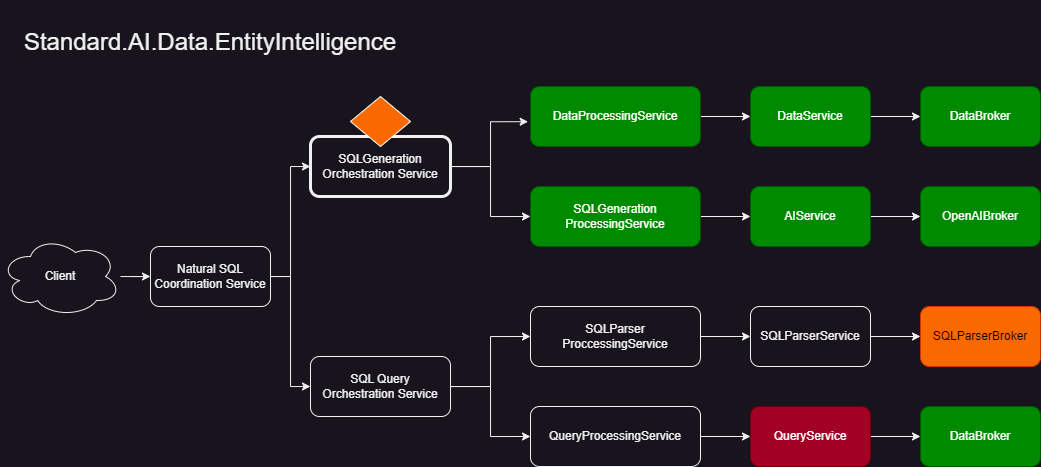 Standard.AI.Data.EntityIntelligence
DataProcessingService
DataService
DataBroker
SQLGeneration
Orchestration Service
SQLGeneration
ProcessingService
AIService
OpenAIBroker
Client
Natural SQL
Coordination Service
SQLParser
ProccessingService
SQLParserService
SQLParserBroker
SQL Query
Orchestration Service
QueryProcessingService
QueryService
DataBroker